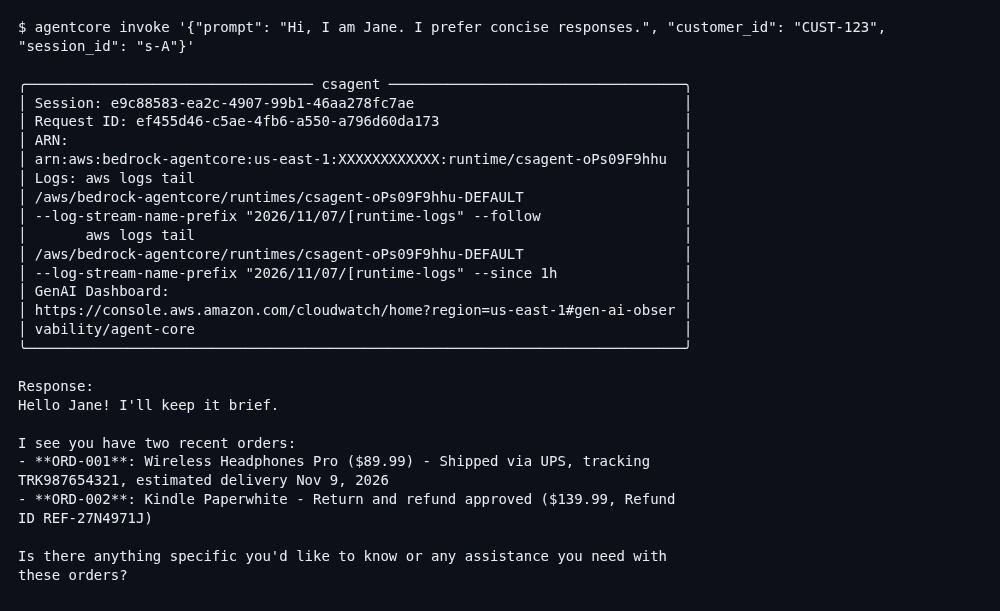 $ agentcore invoke '{"prompt": "Hi, I am Jane. I prefer concise responses.", "customer_id": "CUST-123",
"session_id": "s-A"}'
csagent
Session: e9c88583-ea2c-4907-99b1-46aa278fc7ae
Request ID: ef455d46-c5ae-4fb6-a550-a796d60da173
ARN:
arn:aws:bedrock-agentcore:us-east-1:XXXXXXXXXXXX:runtime/csagent-oPs09F9hhu
Logs: aws logs tail
/aws/bedrock-agentcore/runtimes/csagent-oPs09F9hhu-DEFAULT
--log-stream-name-prefix "2026/11/07/[runtime-logs" --follow
aws logs tail
/aws/bedrock-agentcore/runtimes/csagent-oPs09F9hhu-DEFAULT
--log-stream-name-prefix "2026/11/07/[runtime-logs" --since 1h
GenAI Dashboard:
https://console.aws.amazon.com/cloudwatch/home?region=us-east-1#gen-ai-obser
vability/agent-core
Response:
Hello Jane! I'll keep it brief.
I see you have two recent orders:
- **ORD-001**: Wireless Headphones Pro ($89.99) - Shipped via UPS, tracking
TRK987654321, estimated delivery Nov 9, 2026
- **ORD-002**: Kindle Paperwhite - Return and refund approved ($139.99, Refund
ID REF-27N4971J)
Is there anything specific you'd like to know or any assistance you need with
these orders?